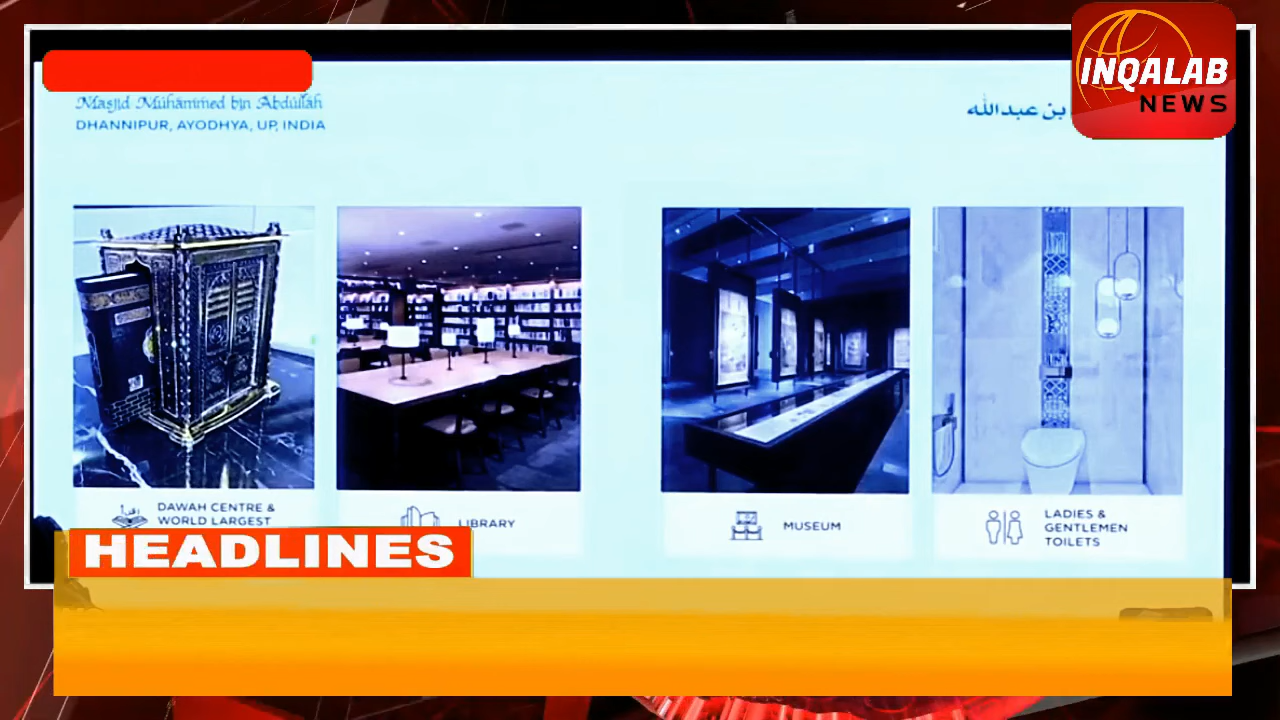 INQALAB
NEWS
Masjid Muhammed bin Abdullah
DHANNIPUR, AYODHYA, UP, INDIA
بن عبدالله
DAWAH CENTRE &
WORLD LARGEST
LIBRARY
MUSEUM
LADIES &
GENTLEMEN
TOILETS
HEADLINES